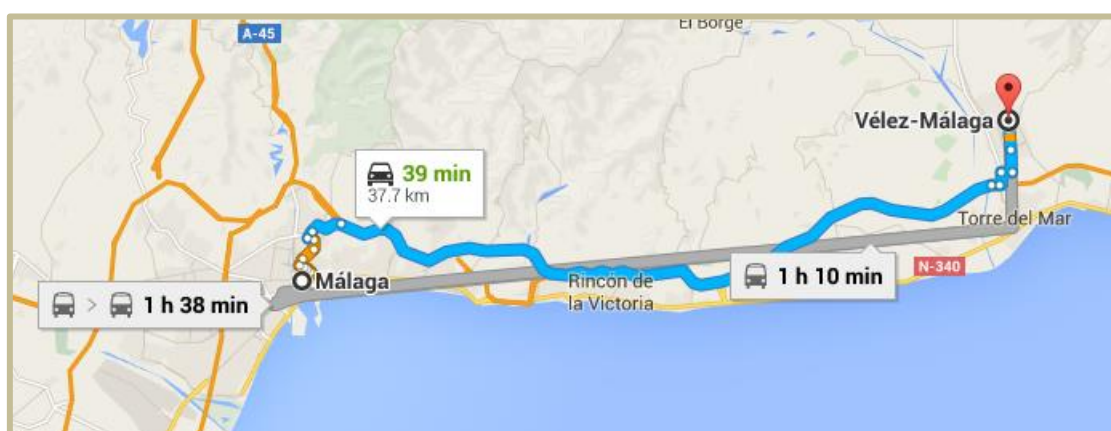 El Borge
A-45
Vélez-Málaga
39 min
37.7 km
Torre del Mar
N-340
Málaga
Rincón de
la Victoria
1 h 10 min
> 1 h 38 min